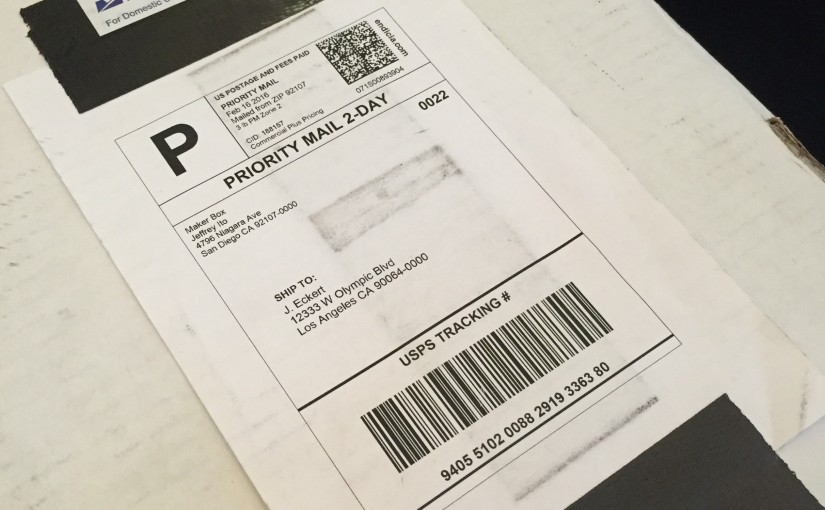 For Domestic
US POSTAGE AND FEES PAID
PRIORITY MAIL
Feb 16 2016
Mailed from ZIP 92107
3 lb PM Zone 2
CID: 188157
Commercial Plus Pricing
endicia.com
071S00893904
P
PRIORITY MAIL 2-DAY
0022
Maker Box
Jeffrey Ito
4796 Niagara Ave
San Diego CA 92107-0000
SHIP TO:
J. Eckert
12333 W Olympic Blvd
Los Angeles CA 90064-0000
USPS TRACKING #
9405 5102 0088 2919 3363 80